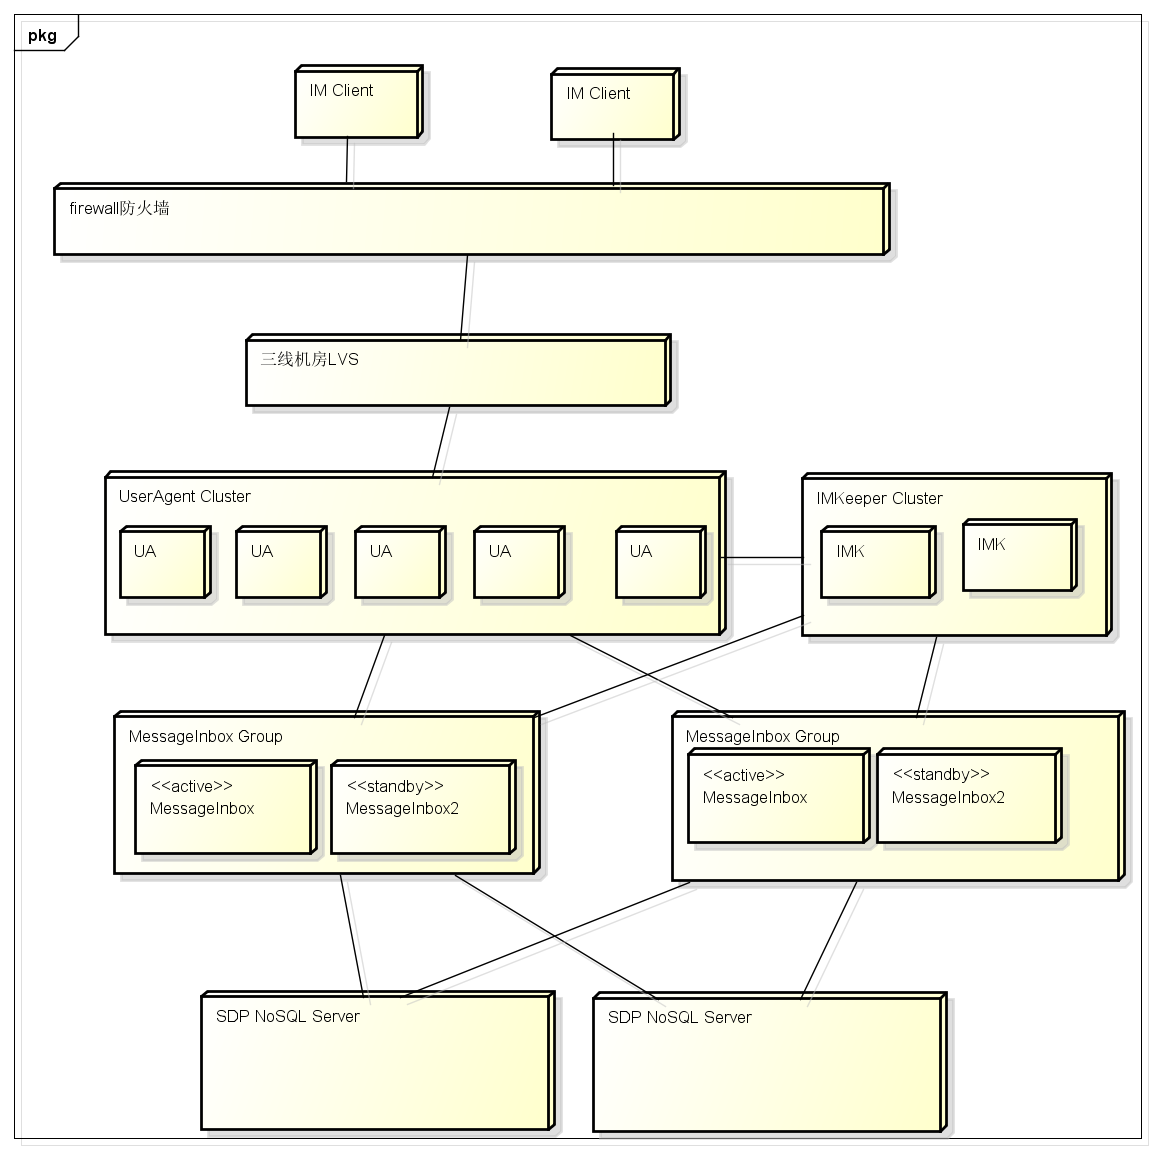 pkg
IM Client
IM Client
firewall防火墙
三线机房LVS
UserAgent Cluster
UA
UA
UA
UA
UA
IMKeeper Cluster
IMK
IMK
MessageInbox Group
<<active>>
MessageInbox
<<standby>>
MessageInbox2
MessageInbox Group
<<active>>
MessageInbox
<<standby>>
MessageInbox2
SDP NoSQL Server
SDP NoSQL Server